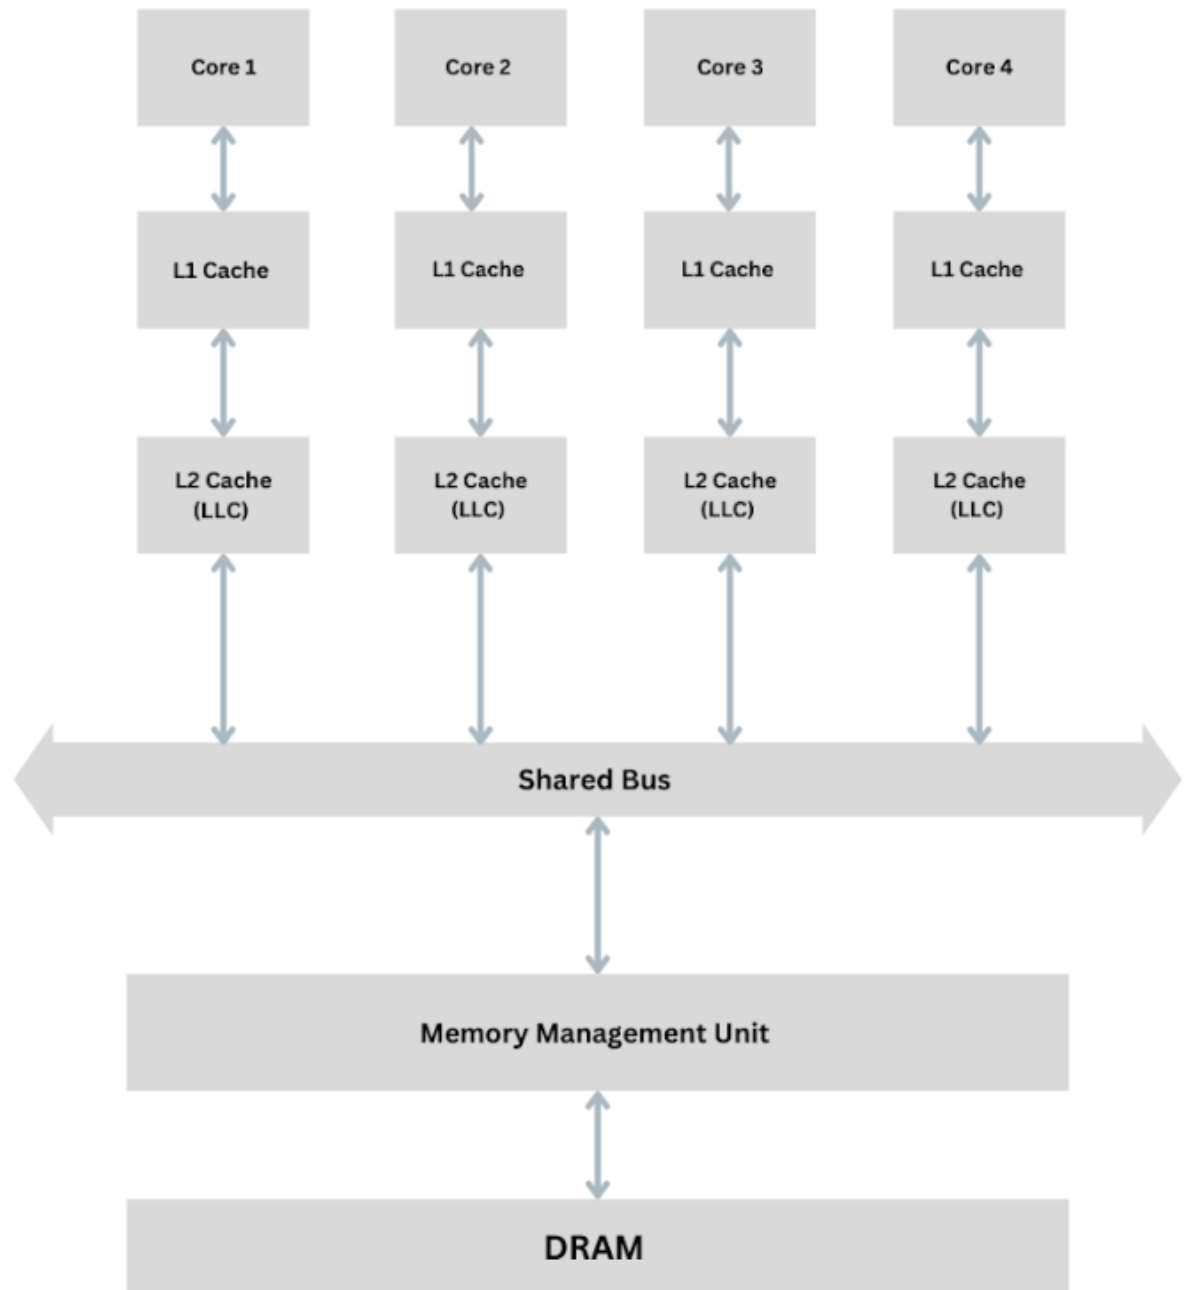 Core 1
Core 2
Core 3
Core 4
L1 Cache
L1 Cache
L1 Cache
L1 Cache
L2 Cache
(LLC)
L2 Cache
(LLC)
L2 Cache
(LLC)
L2 Cache
(LLC)
Shared Bus
Memory Management Unit
DRAM